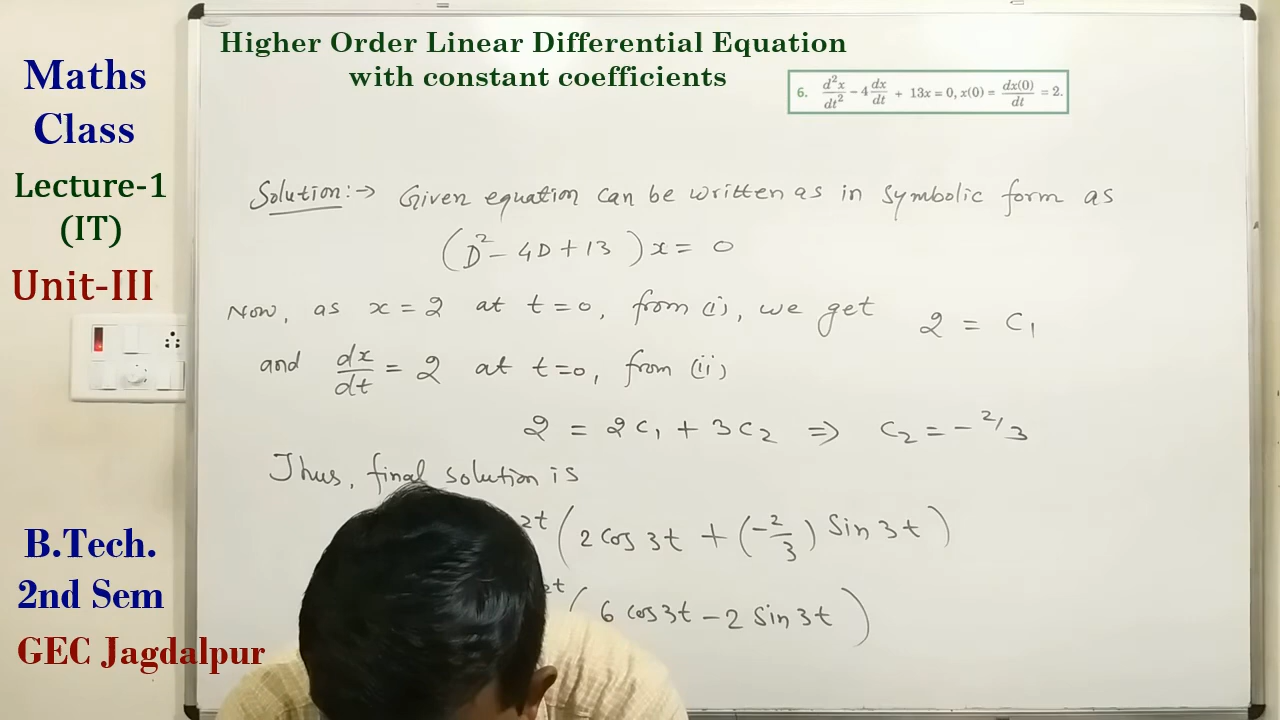 Higher Order Linear Differential Equation
with constant coefficients
Maths
Class
Lecture-1
(IT)
Unit-III
B.Tech.
2nd Sem
GEC Jagdalpur
6. d²x/dt² − 4 dx/dt + 13x = 0, x(0) = dx(0)/dt = 2.
Solution:→ Given equation can be written as in symbolic form as
(D² − 4D + 13) x = 0
Now, as x = 2 at t = 0, from (i), we get 2 = C₁
and dx/dt = 2 at t = 0, from (ii)
2 = 2C₁ + 3C₂ ⇒ C₂ = −2/3
Thus, final solution is
2t (2 cos 3t + (−2/3) Sin 3t)
2t (6 cos 3t − 2 Sin 3t)